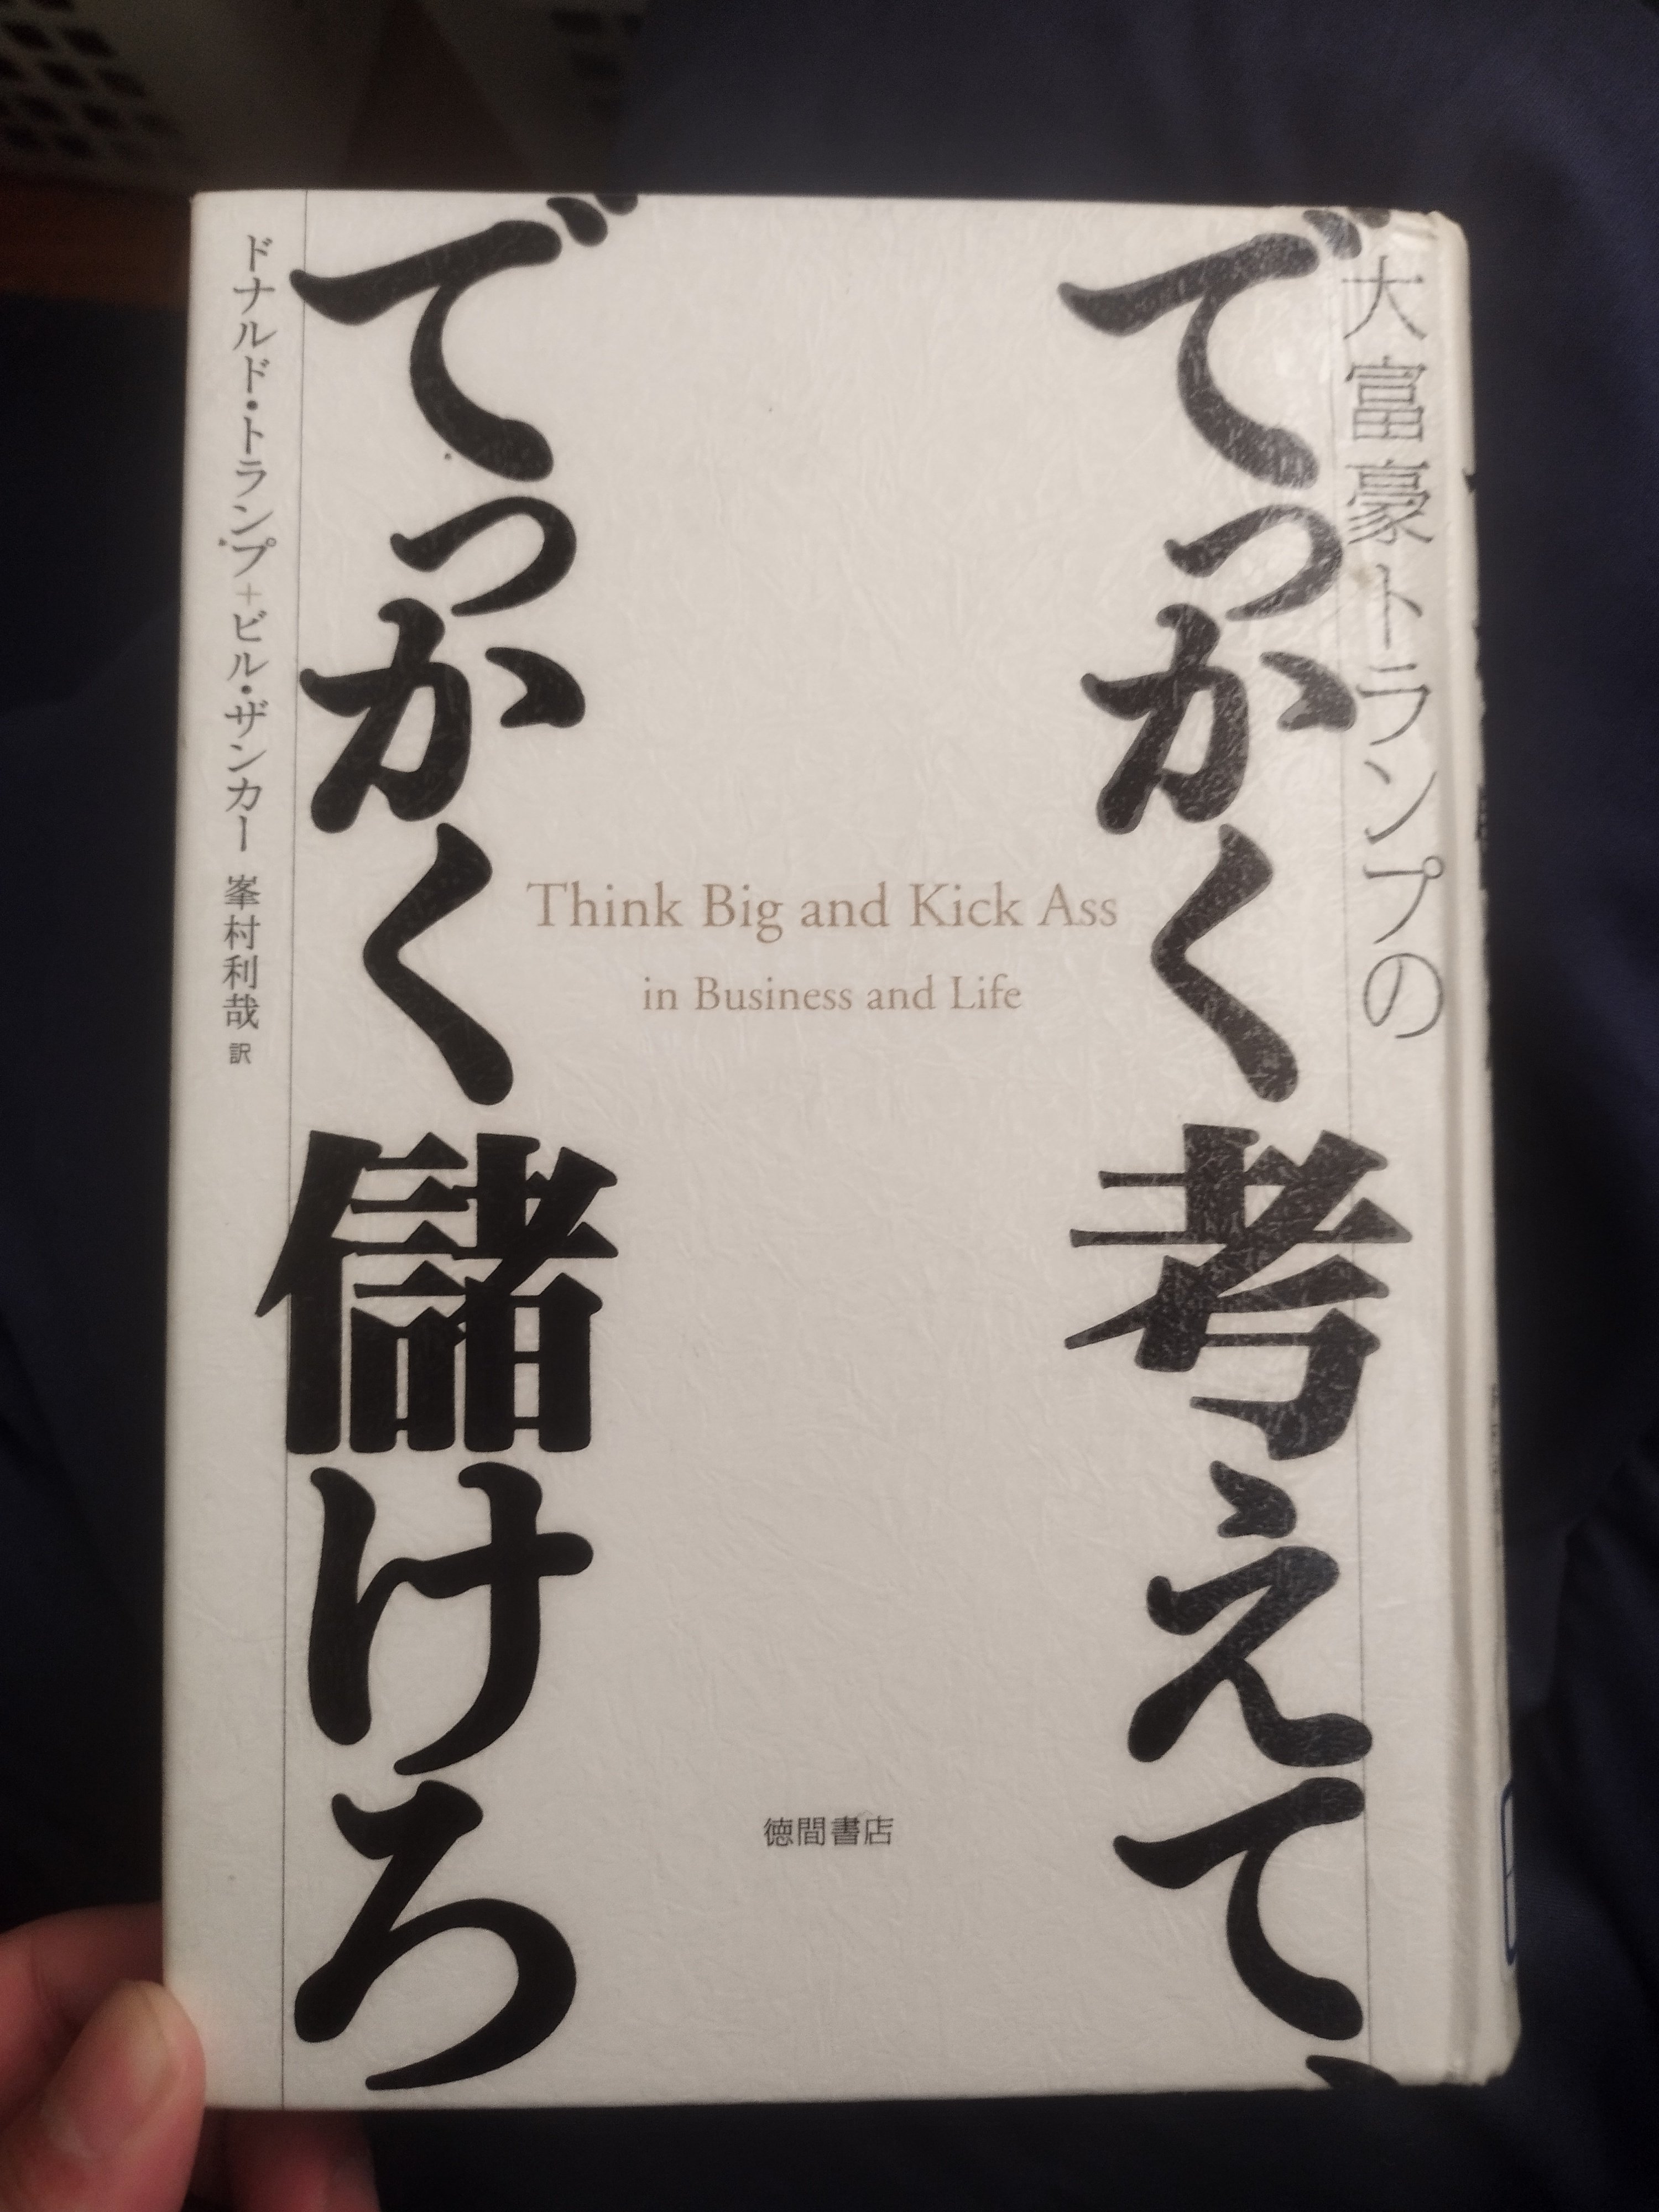 大富豪トランプの
でっかく考えて、
でっかく儲けろ
Think Big and Kick Ass
in Business and Life
ドナルド・トランプ+ビル・ザンカー 峯村利哉 訳
徳間書店